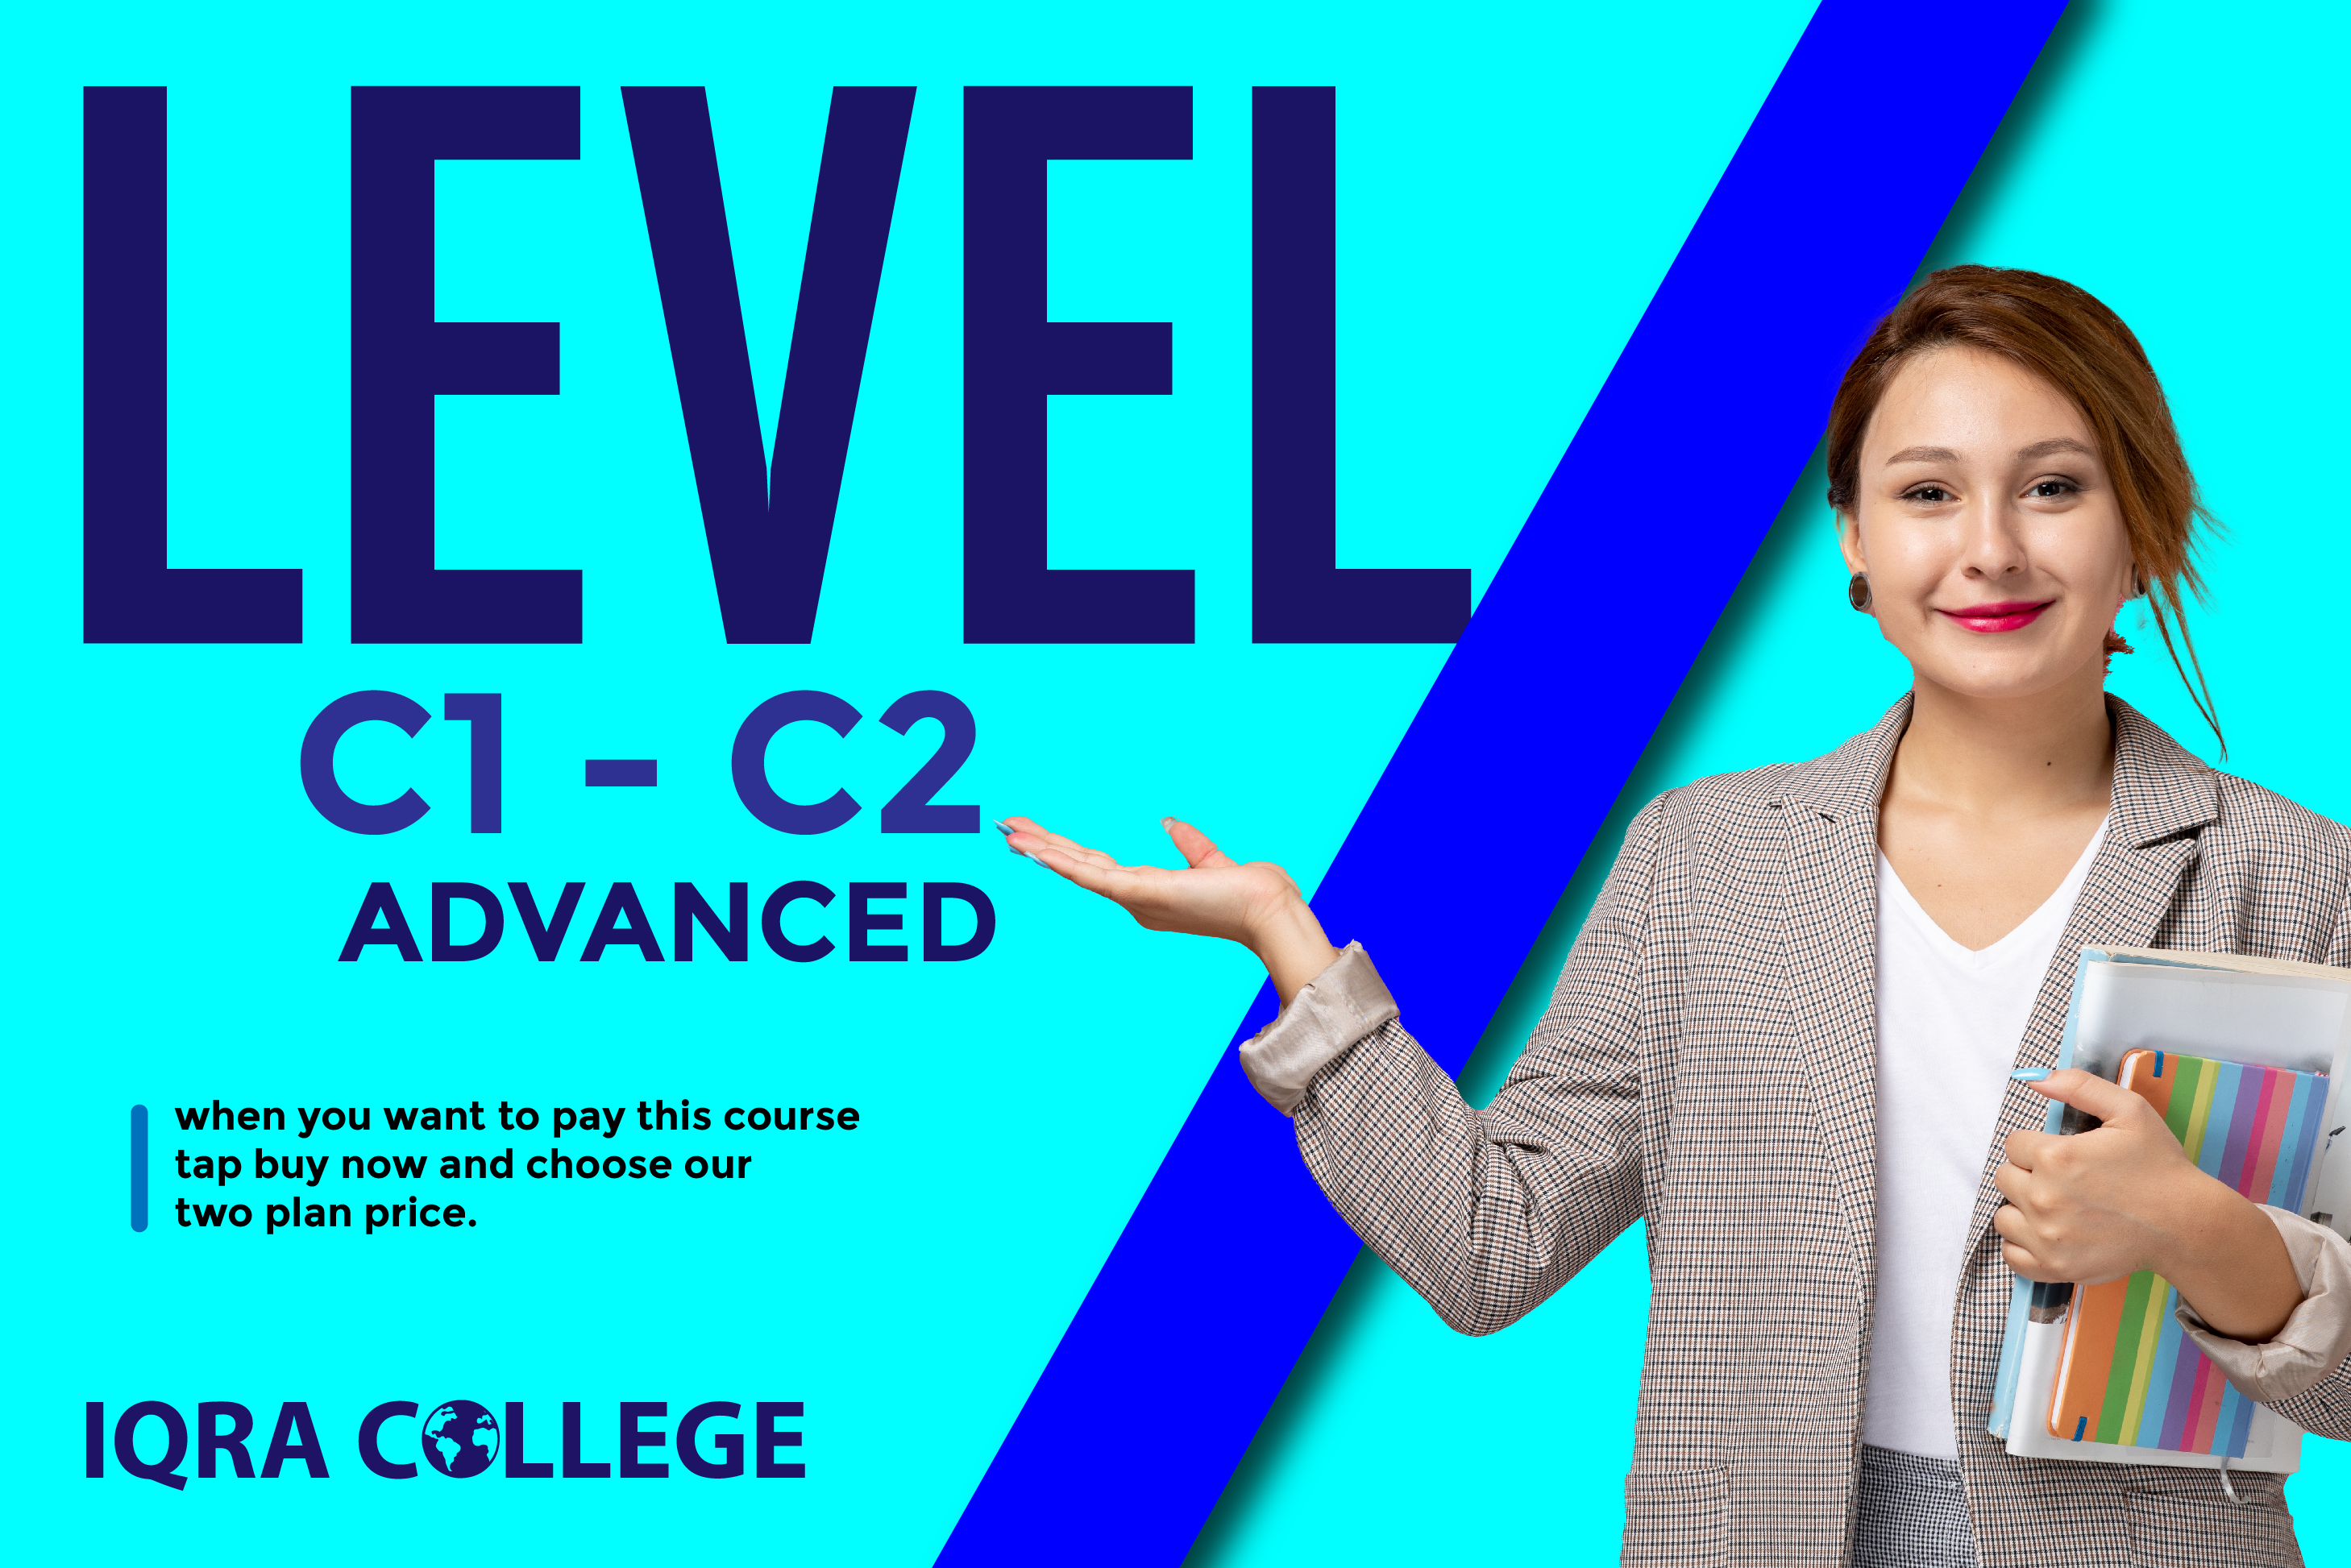 LEVEL
C1 - C2
ADVANCED
when you want to pay this course
tap buy now and choose our
two plan price.
IQRA COLLEGE